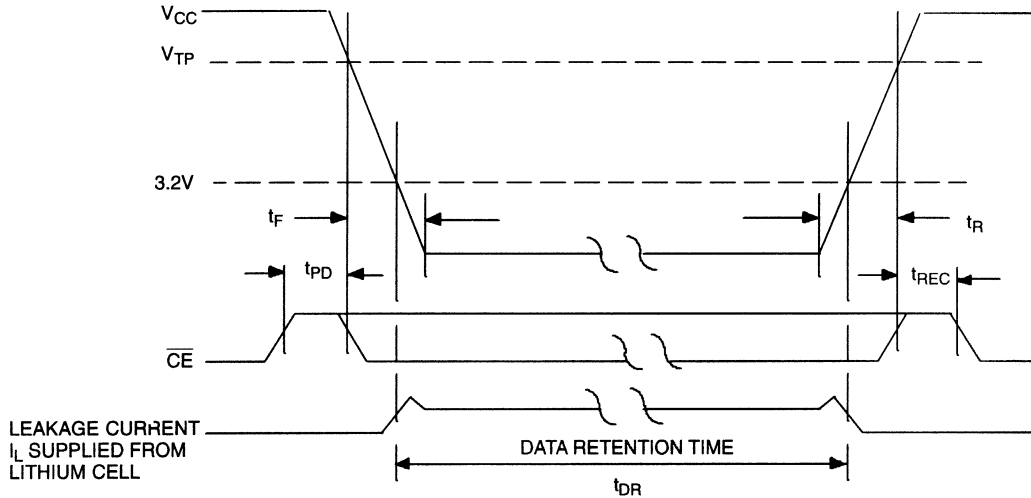 VCC
VTP
3.2V
tF
tR
tPD
tREC
CE
LEAKAGE CURRENT
IL SUPPLIED FROM
LITHIUM CELL
DATA RETENTION TIME
tDR